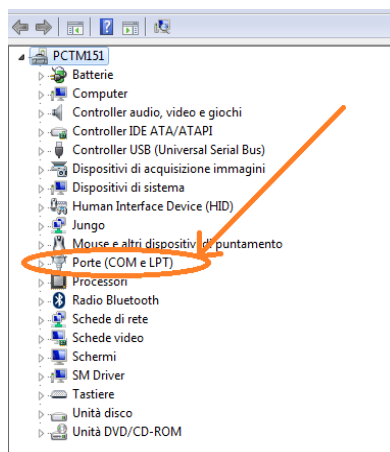 PCTM151
Batterie
Computer
Controller audio, video e giochi
Controller IDE ATA/ATAPI
Controller USB (Universal Serial Bus)
Dispositivi di acquisizione immagini
Dispositivi di sistema
Human Interface Device (HID)
Jungo
Mouse e altri dispositivi di puntamento
Porte (COM e LPT)
Processori
Radio Bluetooth
Schede di rete
Schede video
Schermi
SM Driver
Tastiere
Unità disco
Unità DVD/CD-ROM